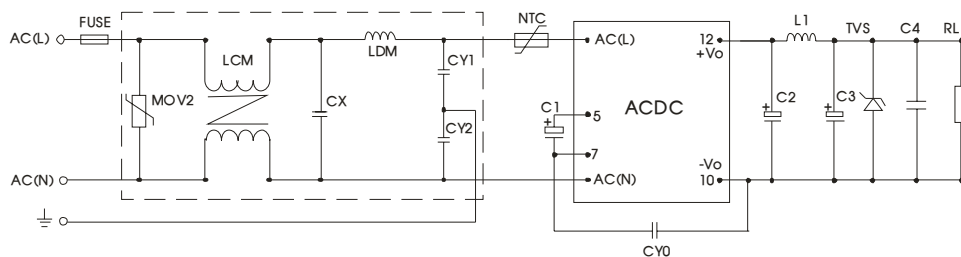 FUSE
NTC
L1
TVS
C4
RL
AC(L)
LCM
LDM
AC(L)
12
+Vo
CY1
MOV2
CX
C1
+
5
ACDC
C2
+
C3
+
CY2
7
-Vo
AC(N)
AC(N)
10
CY0